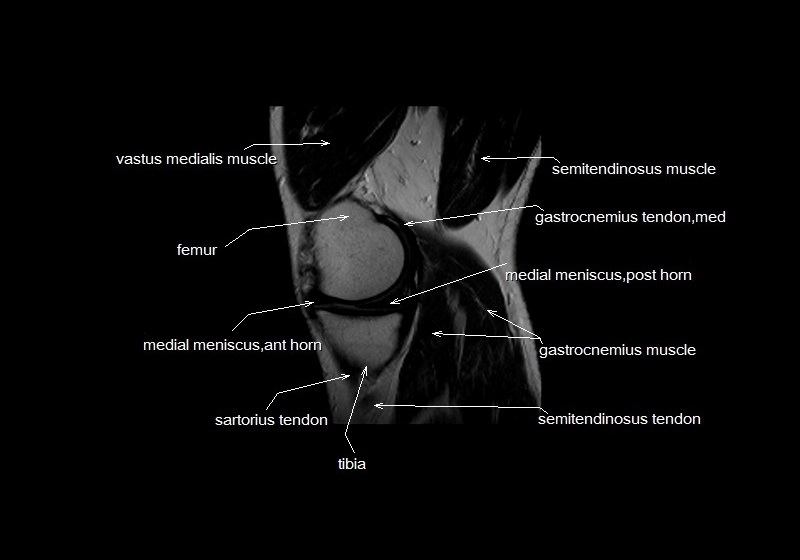 vastus medialis muscle
semitendinosus muscle
gastrocnemius tendon,med
femur
medial meniscus,post horn
medial meniscus,ant horn
gastrocnemius muscle
sartorius tendon
semitendinosus tendon
tibia